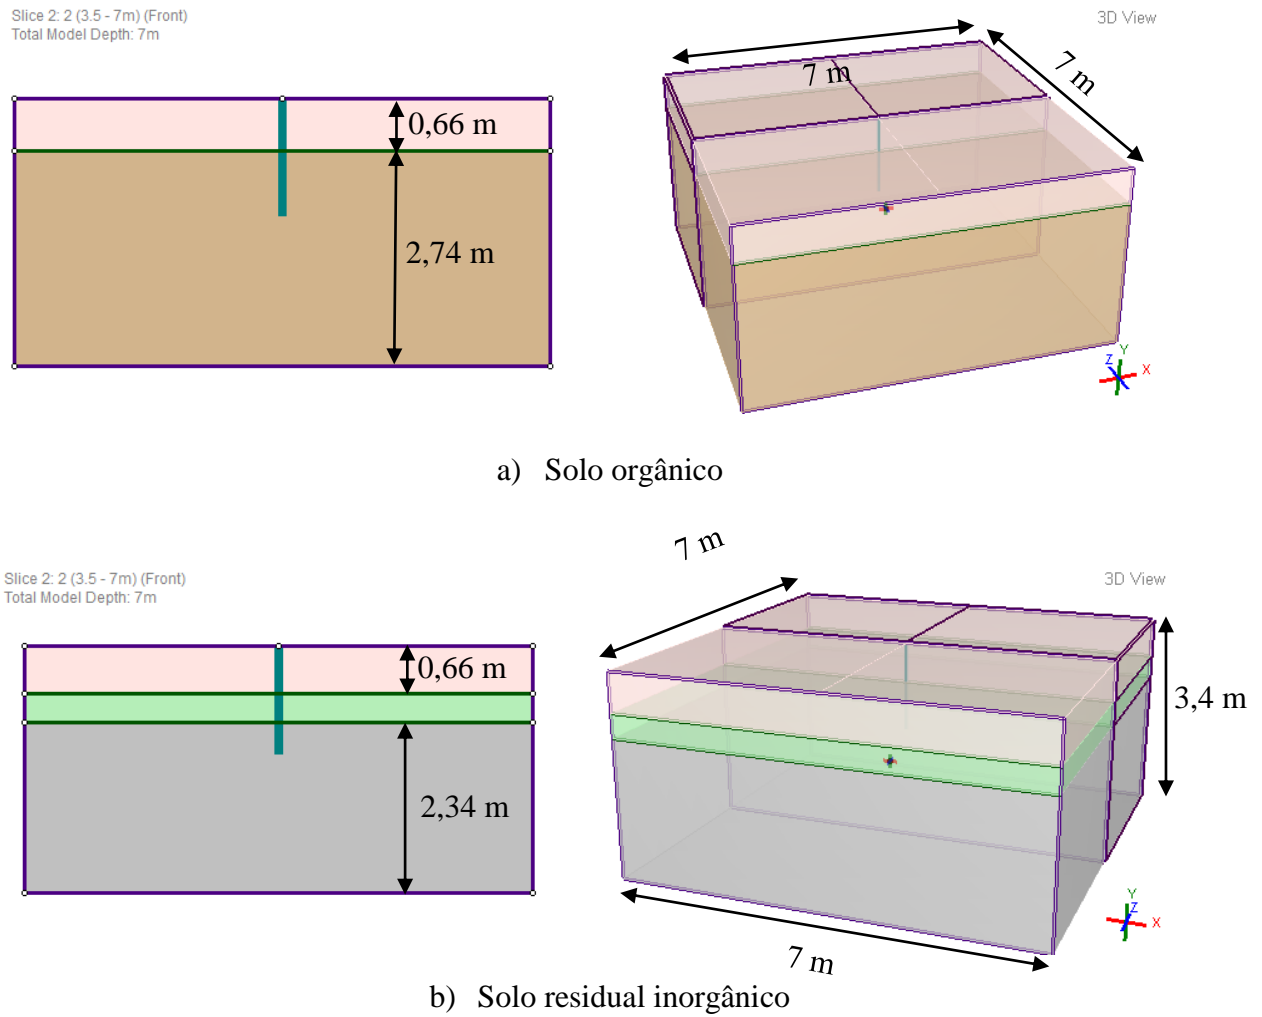 Slice 2: 2 (3.5 - 7m) (Front)
Total Model Depth: 7m
3D View
7 m
7 m
0,66 m
2,74 m
Y
Z
X
a) Solo orgânico
7 m
Slice 2: 2 (3.5 - 7m) (Front)
Total Model Depth: 7m
3D View
0,66 m
3,4 m
2,34 m
Y
Z
X
7 m
b) Solo residual inorgânico